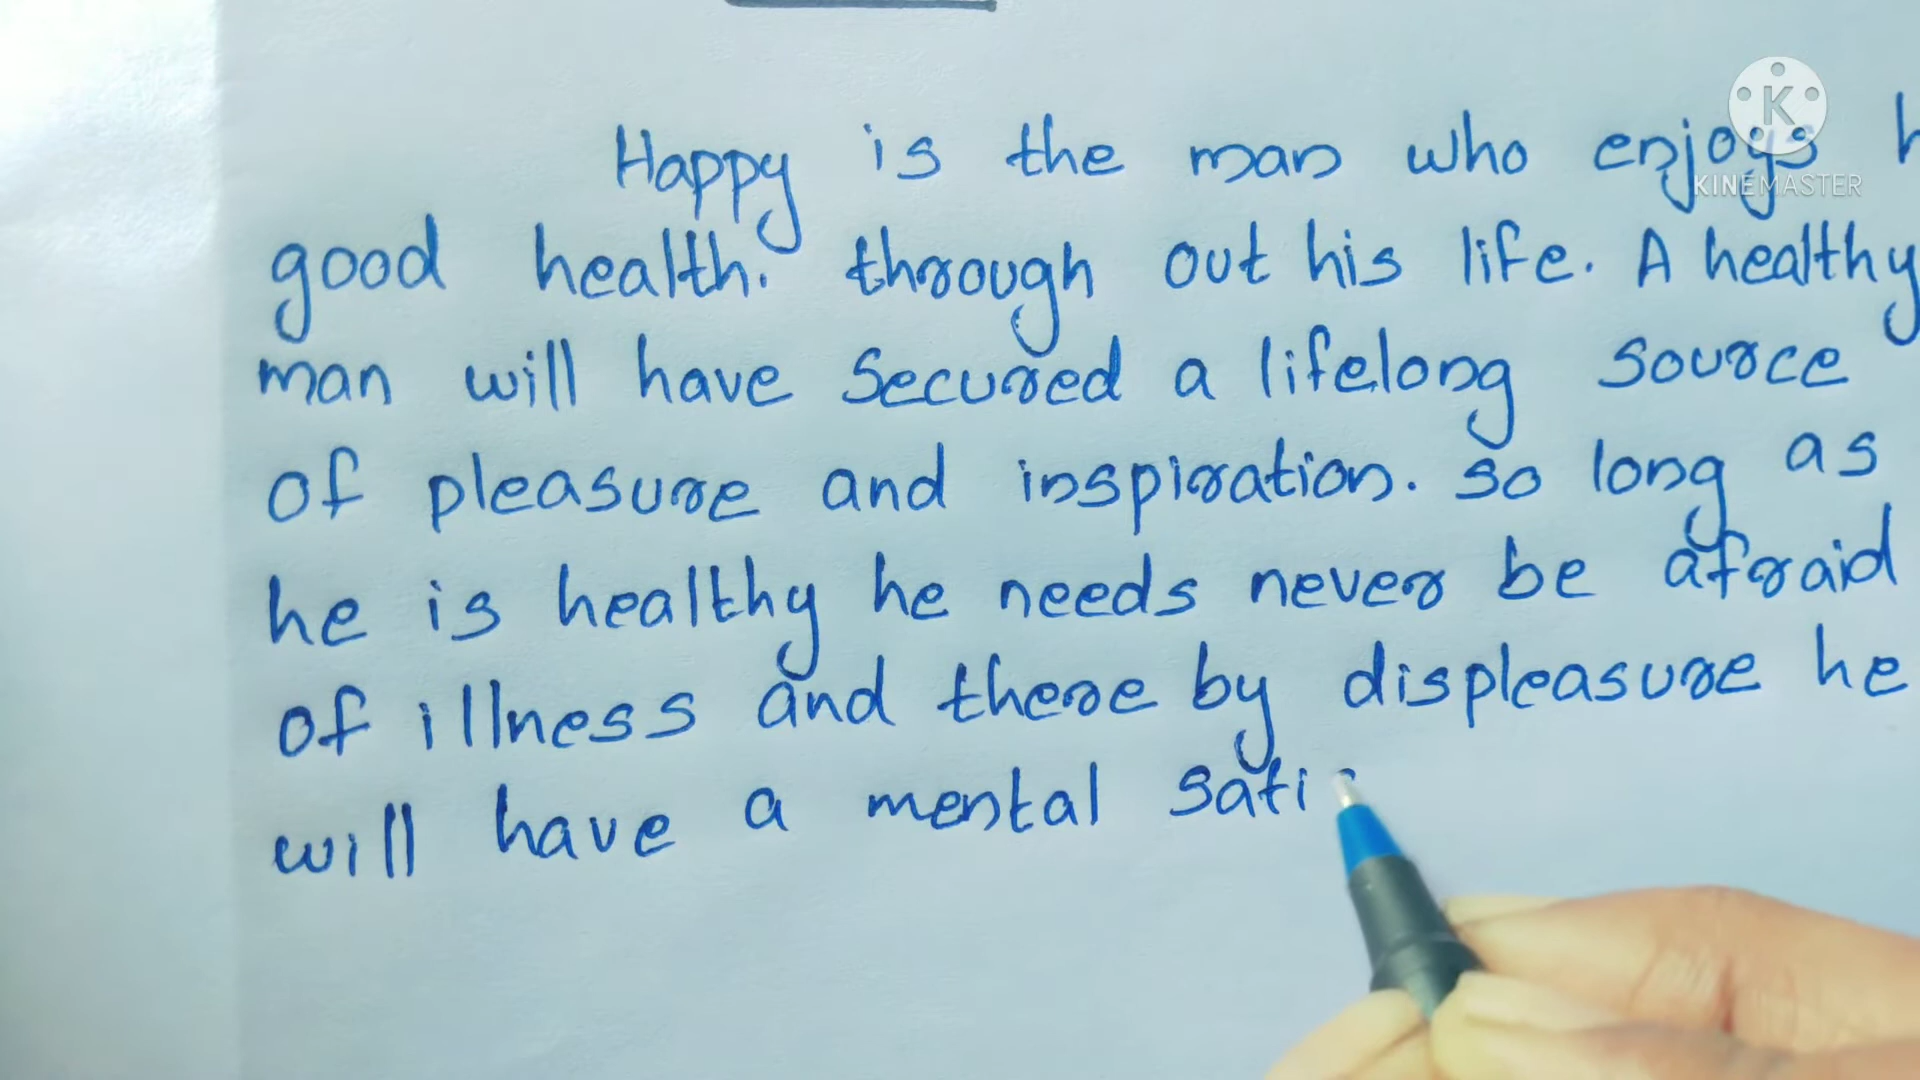 Happy is the man who enjoys
good health. through out his life. A healthy
man will have secured a lifelong source
of pleasure and inspiration. so long as
he is healthy he needs never be afraid
of illness and there by displeasure he
will have a mental sati
K
KINEMASTER